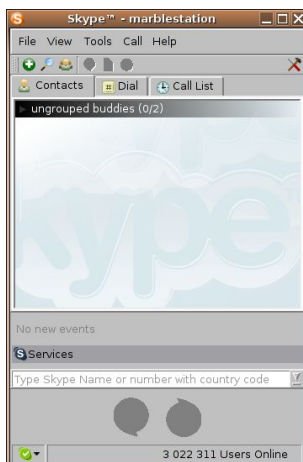 Skype™ - marblestation
File View Tools Call Help
Contacts Dial Call List
ungrouped buddies (0/2)
skype
No new events
Services
Type Skype Name or number with country code
3 022 311 Users Online